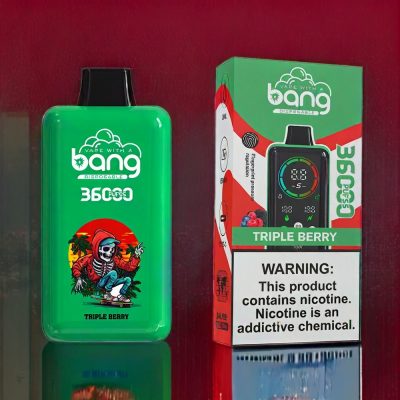 VAPE WITH A
bang
DISPOSABLE
36000
TRIPLE BERRY
VAPE WITH A
bang
DISPOSABLE
36000
TRIPLE BERRY
WARNING:
This product
contains nicotine.
Nicotine is an
addictive chemical.